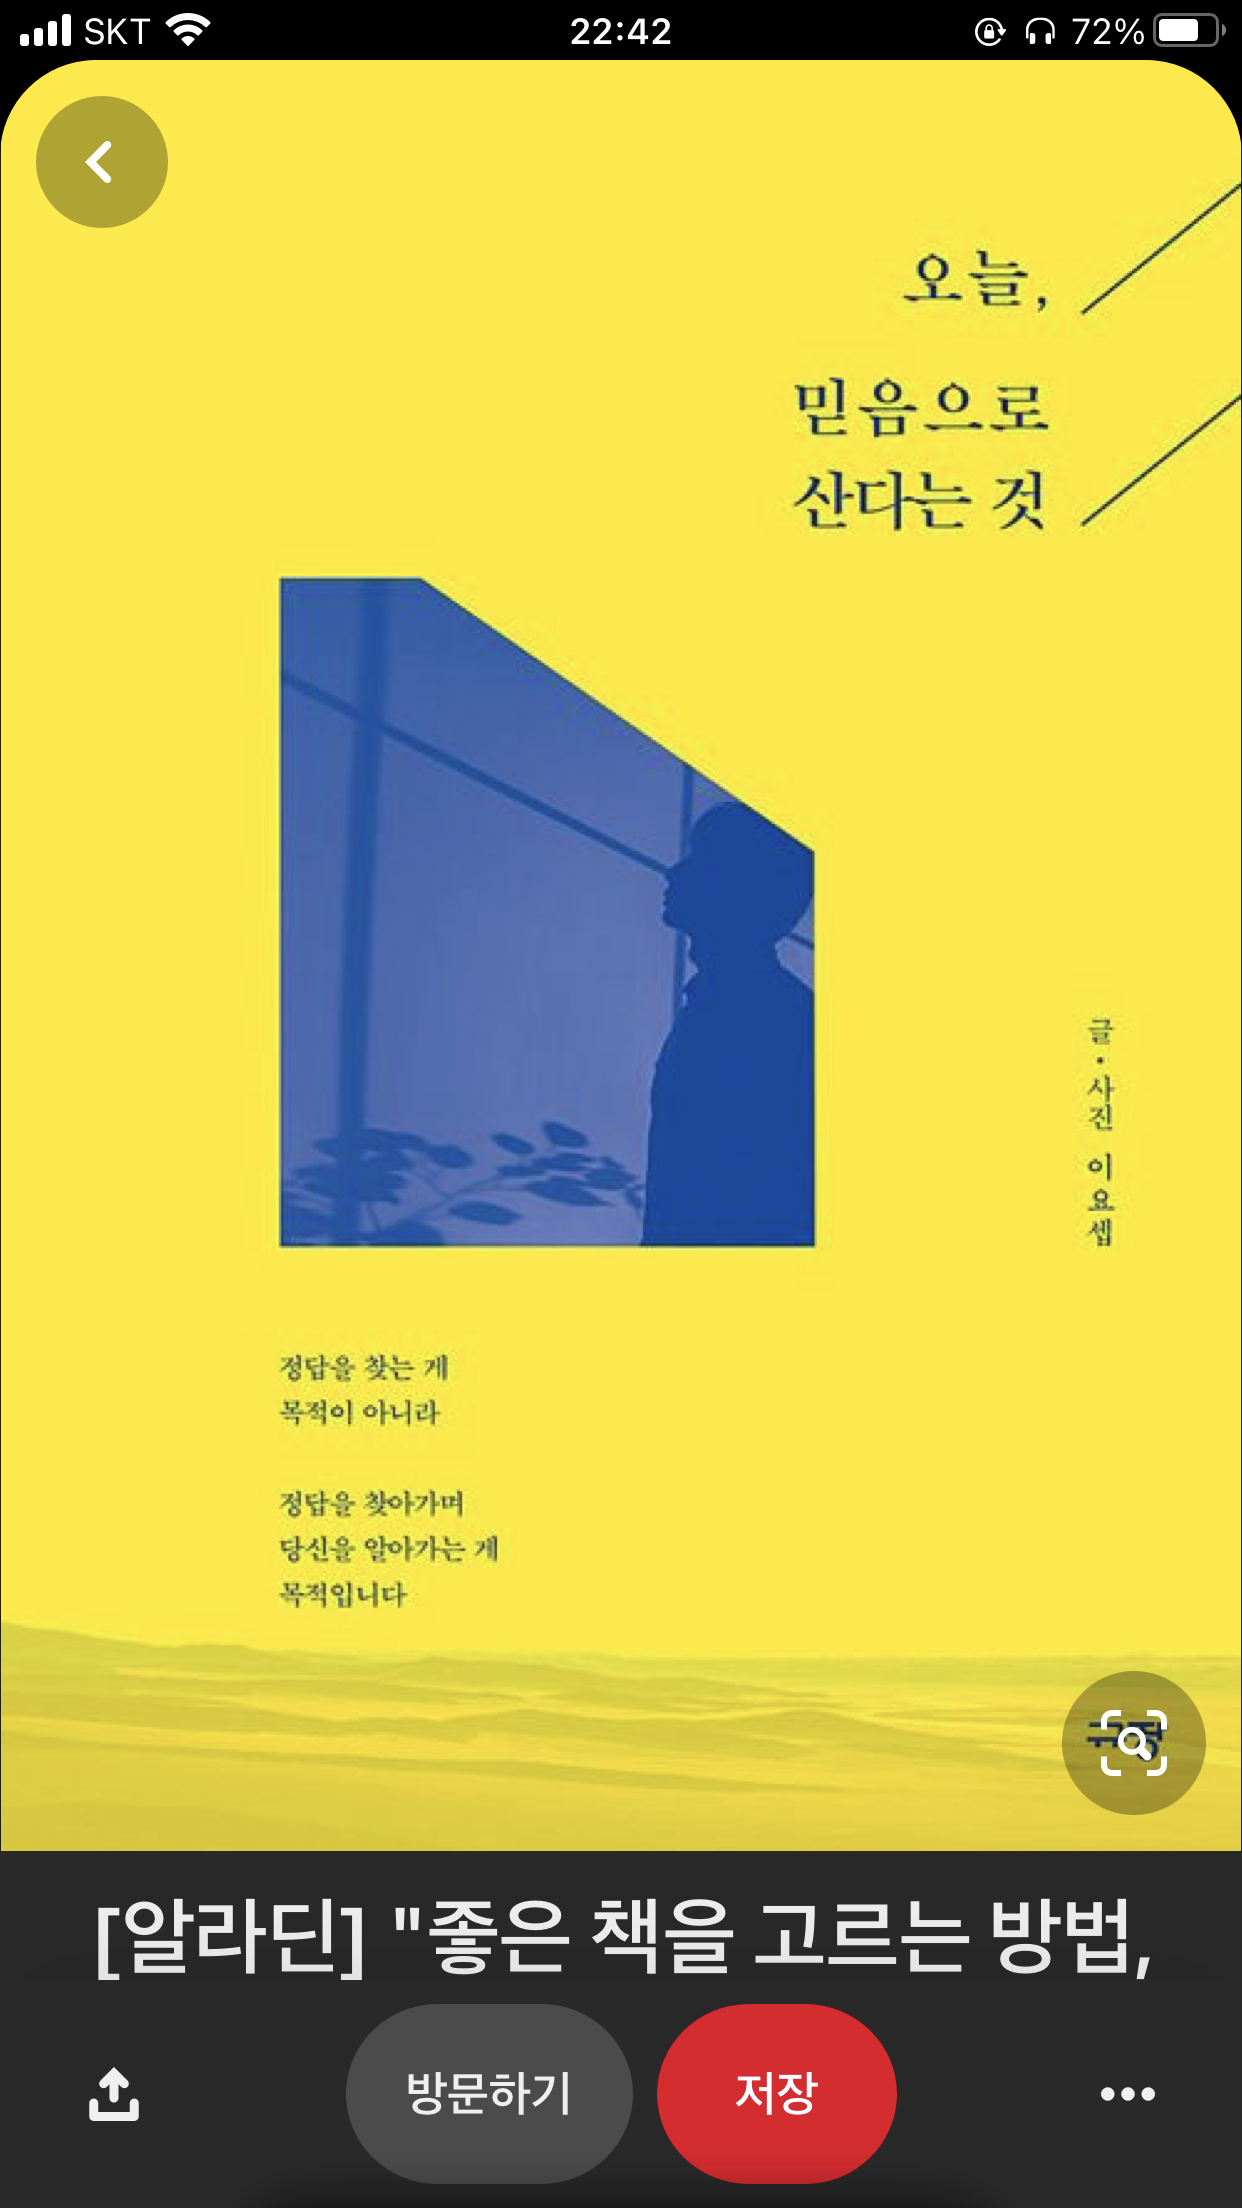 SKT
22:42
72%
오늘,
믿음으로
산다는 것
글·사진 이요셉
정답을 찾는 게
목적이 아니라
정답을 찾아가며
당신을 알아가는 게
목적입니다
[알라딘] "좋은 책을 고르는 방법,
방문하기
저장